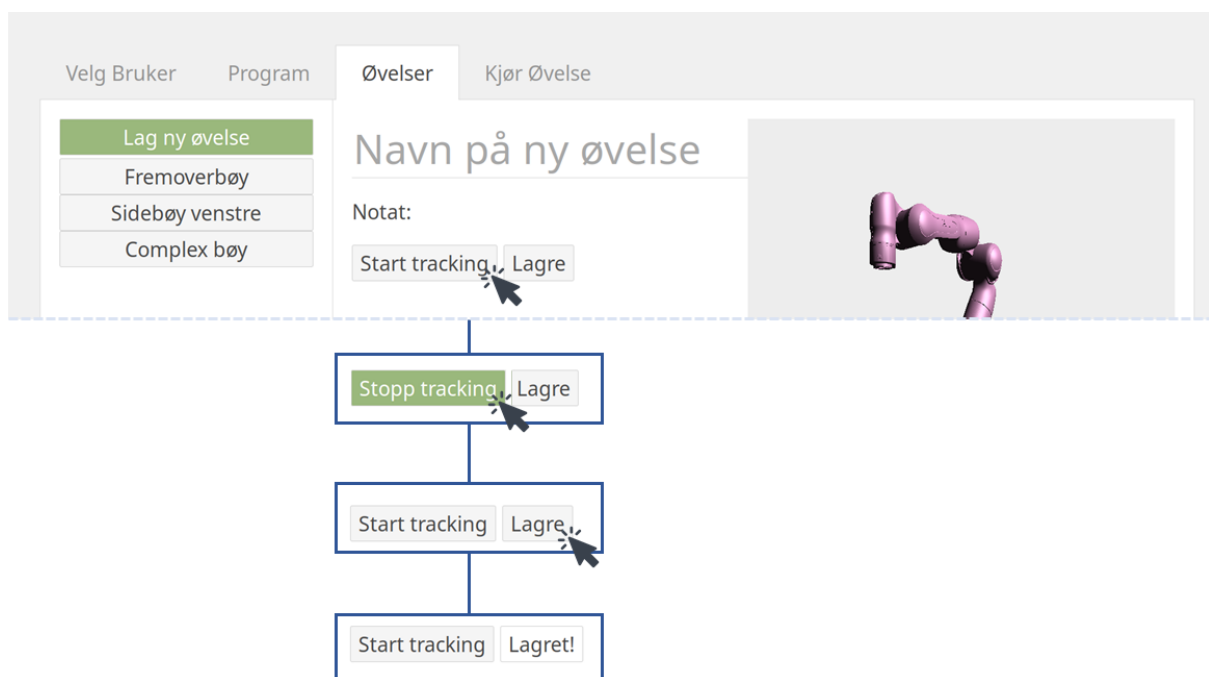 Velg Bruker Program Øvelser Kjør Øvelse
Lag ny øvelse
Fremoverbøy
Sidebøy venstre
Complex bøy
Navn på ny øvelse
Notat:
Start tracking Lagre
Stopp tracking Lagre
Start tracking Lagre
Start tracking Lagret!